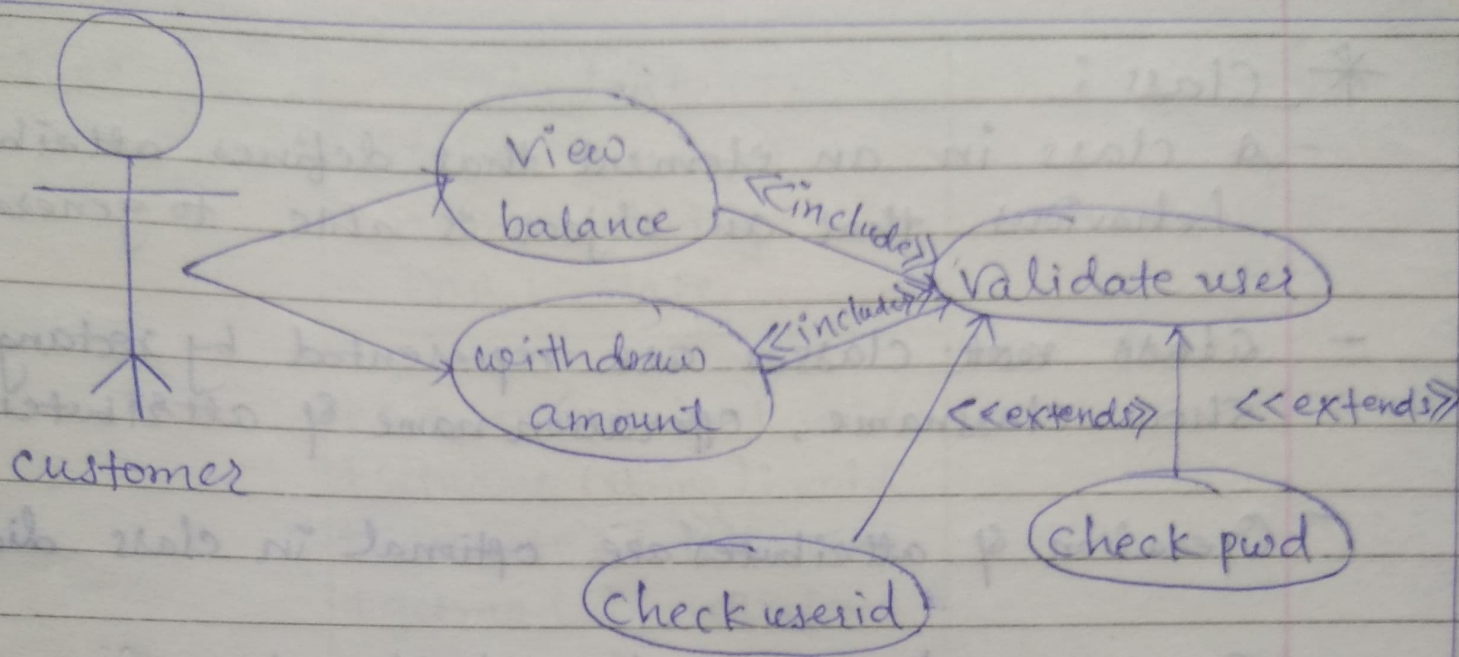 view
balance
<<include>>
validate user
<<include>>
withdraw
amount
<<extends>>
<<extends>>
customer
check pwd
check userid